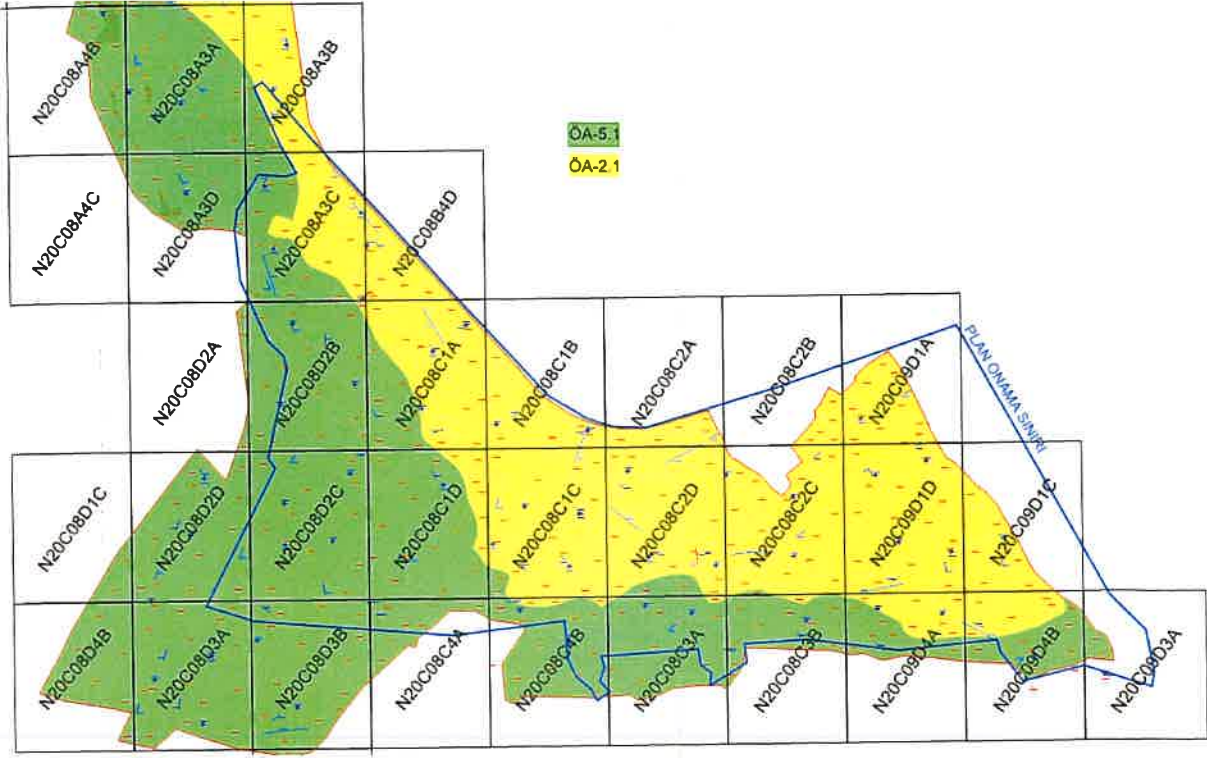 N20C08A4B
N20C08A3A
N20C08A3B
ÖA-5.1
ÖA-2.1
N20C08A4C
N20C08A3D
N20C08A3C
N20C08B4D
N20C08D2A
N20C08D2B
N20C08C1A
N20C08C1B
N20C08C2A
N20C08C2B
N20C09D1A
PLAN ONAMA SINIRI
N20C08D1C
N20C08D2D
N20C08D2C
N20C08C1D
N20C08C1C
N20C08C2D
N20C08C2C
N20C09D1D
N20C09D1C
N20C08D4B
N20C08D3A
N20C08D3B
N20C08C4A
N20C08C4B
N20C08C3A
N20C08C3B
N20C09D4A
N20C09D4B
N20C09D3A